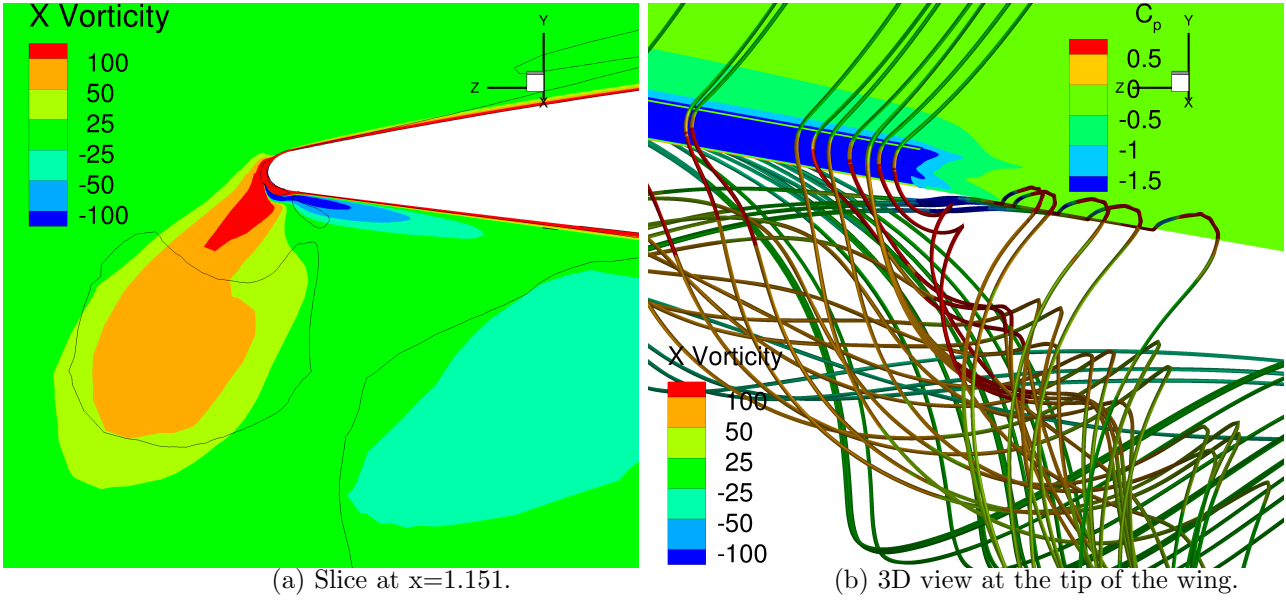 X Vorticity
100
50
25
-25
-50
-100
Y
Z
X
C_p
0.5
0
-0.5
-1
-1.5
Y
Z
X
X Vorticity
100
50
25
-25
-50
-100
(a) Slice at x=1.151.
(b) 3D view at the tip of the wing.